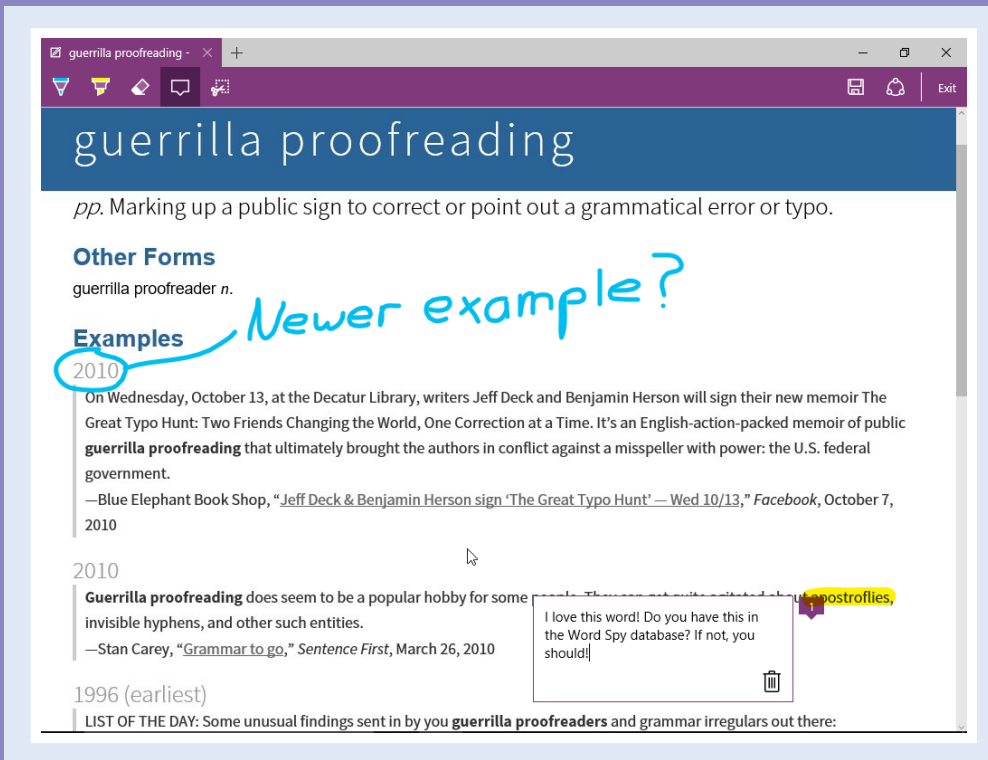 guerrilla proofreading -
Exit
guerrilla proofreading
pp. Marking up a public sign to correct or point out a grammatical error or typo.
Other Forms
guerrilla proofreader n.
Newer example?
Examples
2010
On Wednesday, October 13, at the Decatur Library, writers Jeff Deck and Benjamin Herson will sign their new memoir The
Great Typo Hunt: Two Friends Changing the World, One Correction at a Time. It’s an English-action-packed memoir of public
guerrilla proofreading that ultimately brought the authors in conflict against a misspeller with power: the U.S. federal
government.
—Blue Elephant Book Shop, “Jeff Deck & Benjamin Herson sign ‘The Great Typo Hunt’ — Wed 10/13,” Facebook, October 7,
2010
2010
Guerrilla proofreading does seem to be a popular hobby for some apostroflies,
invisible hyphens, and other such entities.
—Stan Carey, “Grammar to go,” Sentence First, March 26, 2010
1
I love this word! Do you have this in
the Word Spy database? If not, you
should!
1996 (earliest)
LIST OF THE DAY: Some unusual findings sent in by you guerrilla proofreaders and grammar irregulars out there: